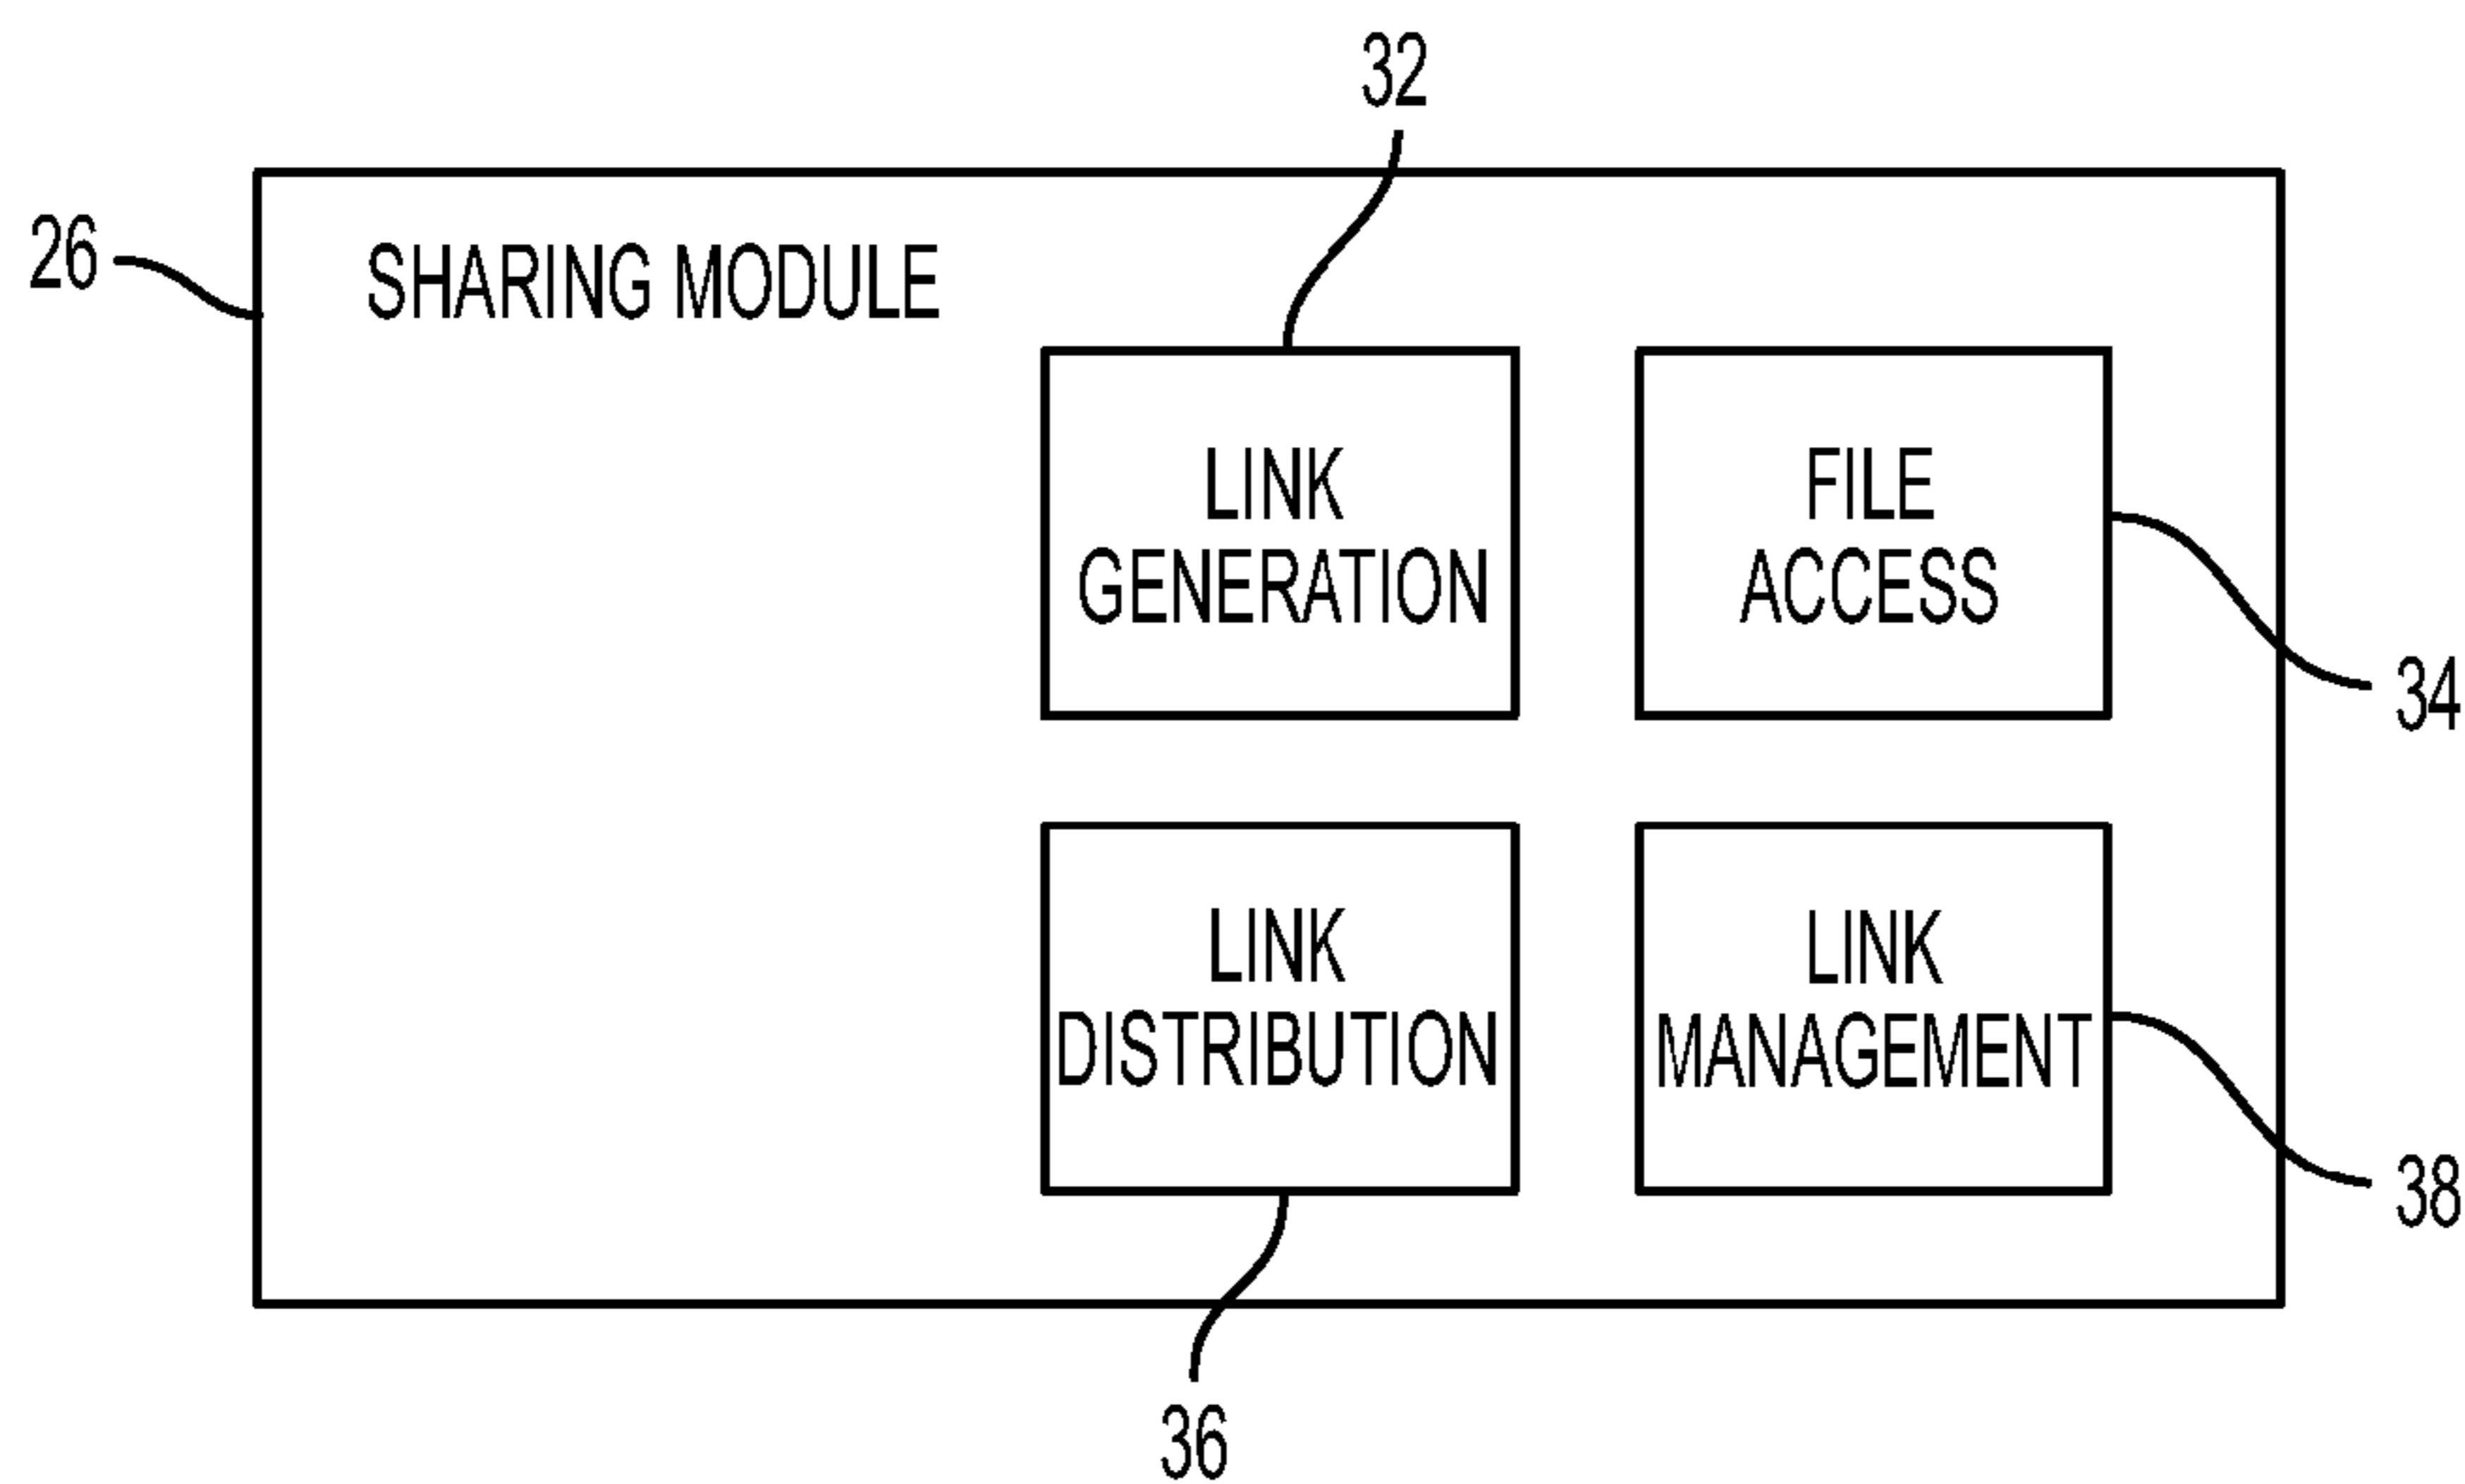 32
26
SHARING MODULE
LINK
GENERATION
FILE
ACCESS
34
LINK
DISTRIBUTION
LINK
MANAGEMENT
38
36